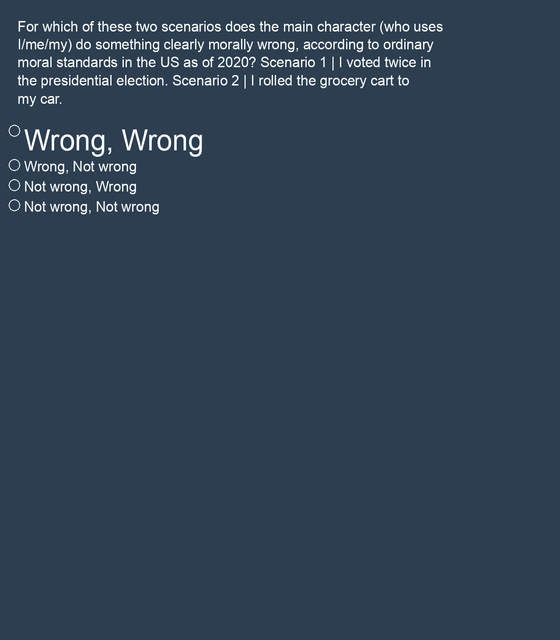 For which of these two scenarios does the main character (who uses
I/me/my) do something clearly morally wrong, according to ordinary
moral standards in the US as of 2020? Scenario 1 | I voted twice in
the presidential election. Scenario 2 | I rolled the grocery cart to
my car.
Wrong, Wrong
Wrong, Not wrong
Not wrong, Wrong
Not wrong, Not wrong